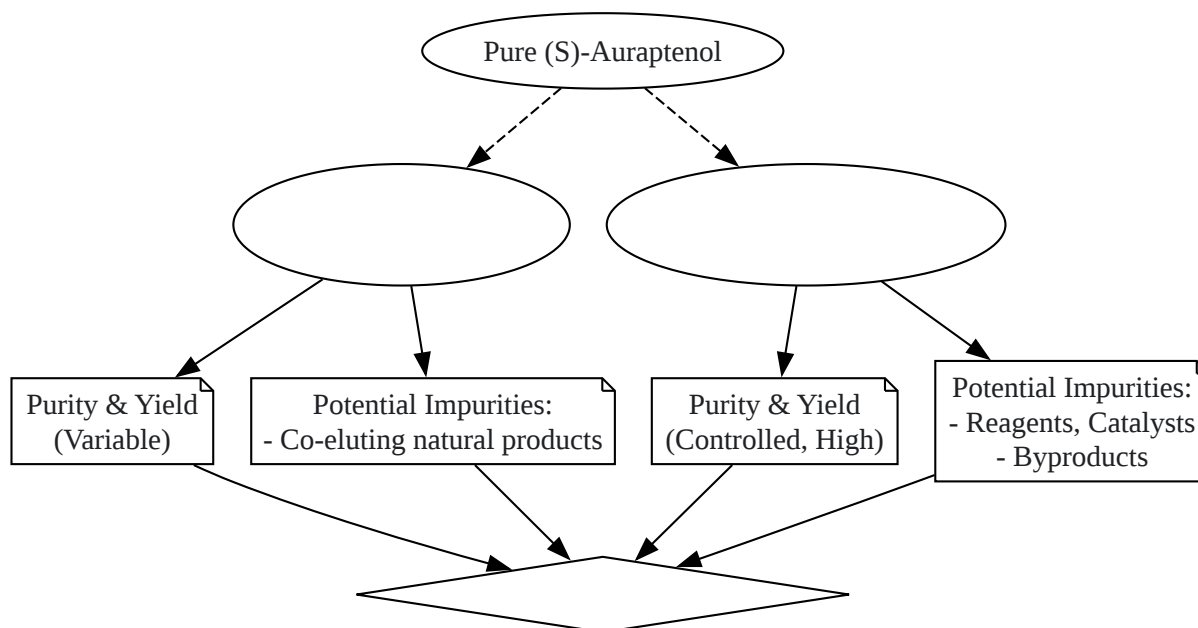 Pure (S)-Auraptenol
Purity & Yield
(Variable)
Potential Impurities:
- Co-eluting natural products
Purity & Yield
(Controlled, High)
Potential Impurities:
- Reagents, Catalysts
- Byproducts